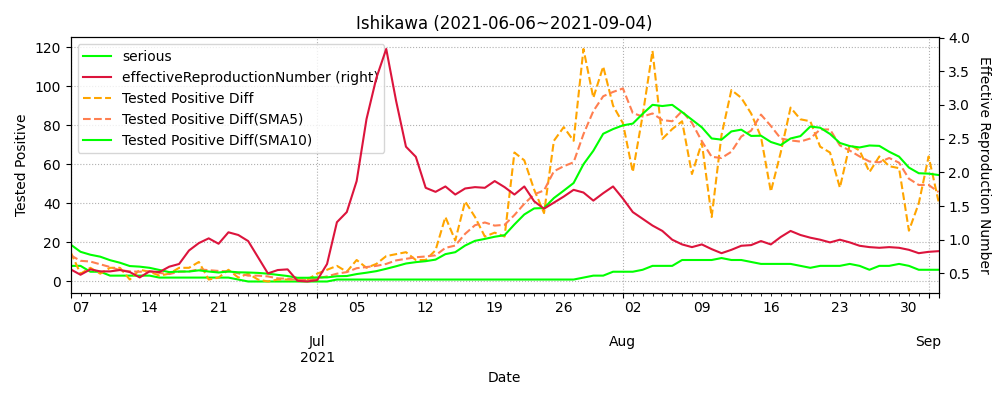 Ishikawa (2021-06-06~2021-09-04)
serious
effectiveReproductionNumber (right)
Tested Positive Diff
Tested Positive Diff(SMA5)
Tested Positive Diff(SMA10)
Tested Positive
120
100
80
60
40
20
0
4.0
3.5
3.0
2.5
2.0
1.5
1.0
0.5
Effective Reproduction Number
07 14 21 28 05 12 19 26 02 09 16 23 30
Jul Aug Sep
2021
Date